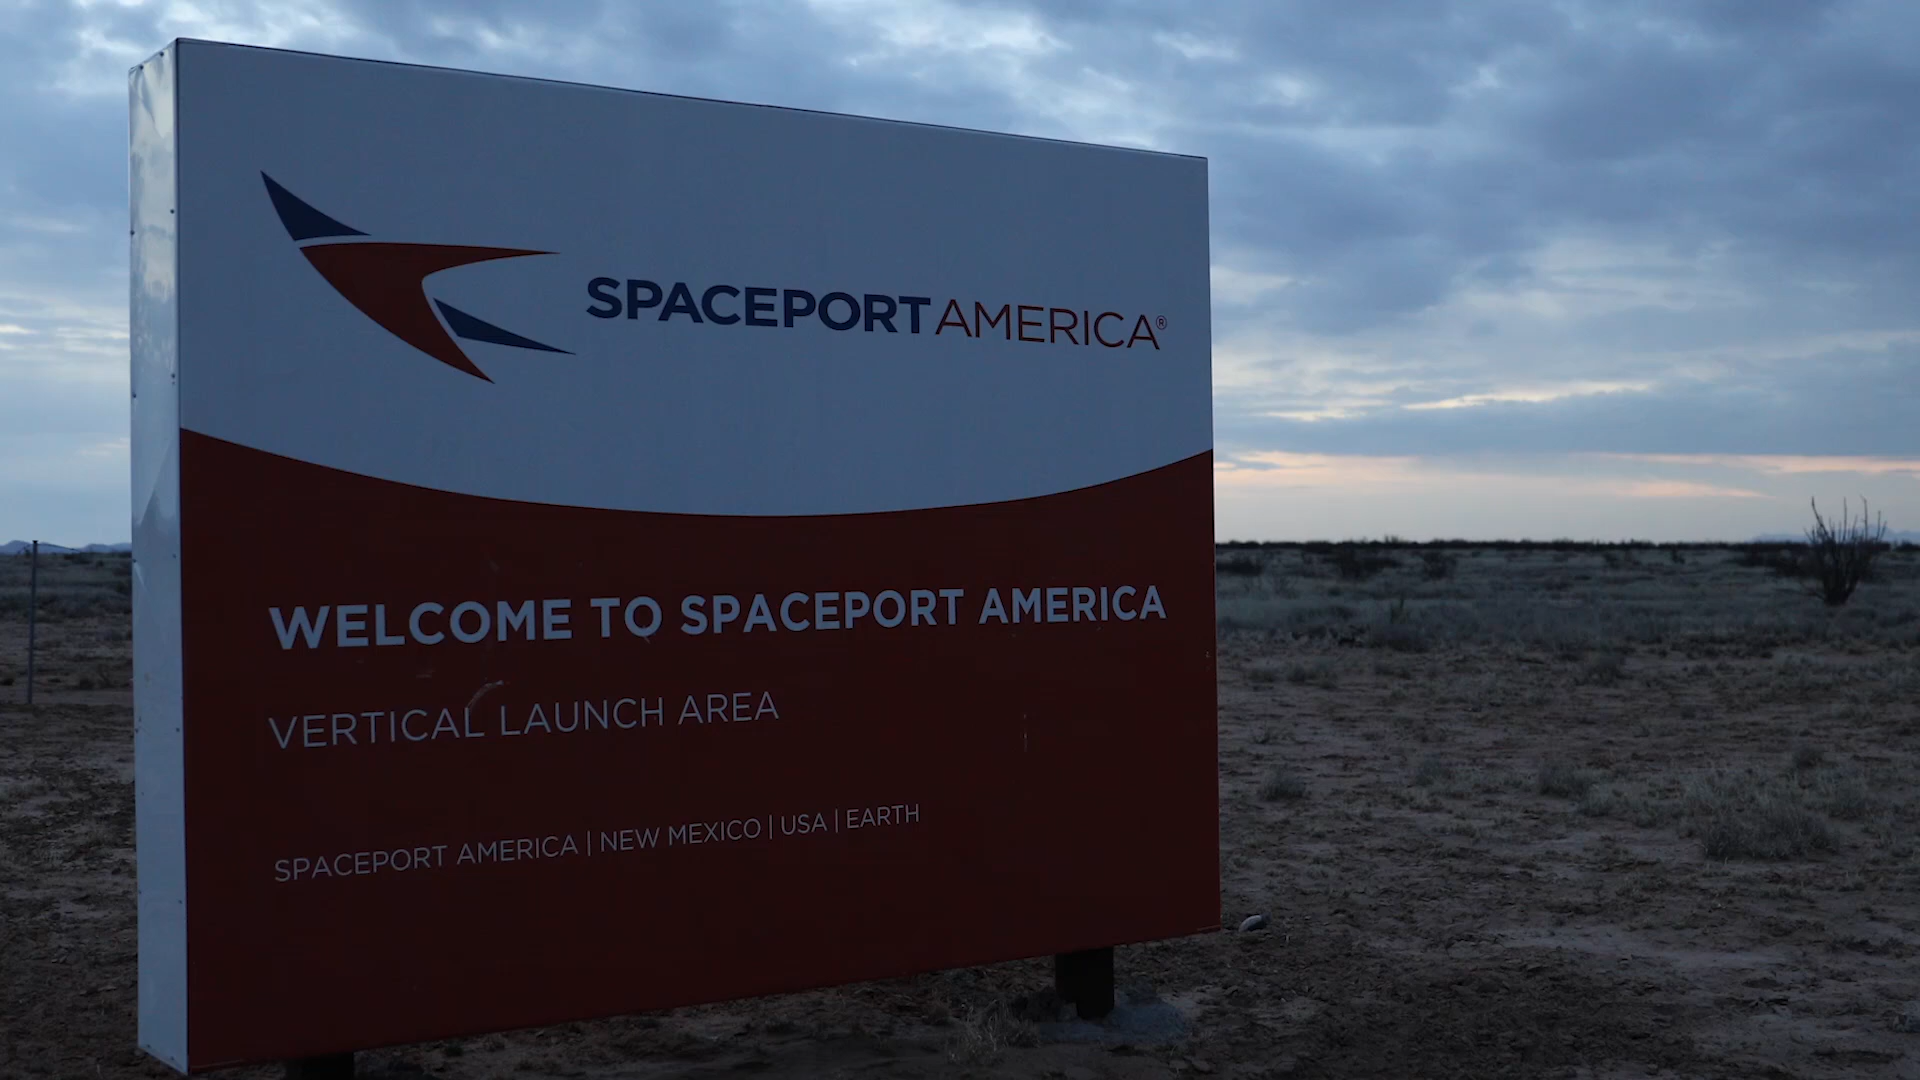 SPACEPORTAMERICA®
WELCOME TO SPACEPORT AMERICA
VERTICAL LAUNCH AREA
SPACEPORT AMERICA | NEW MEXICO | USA | EARTH